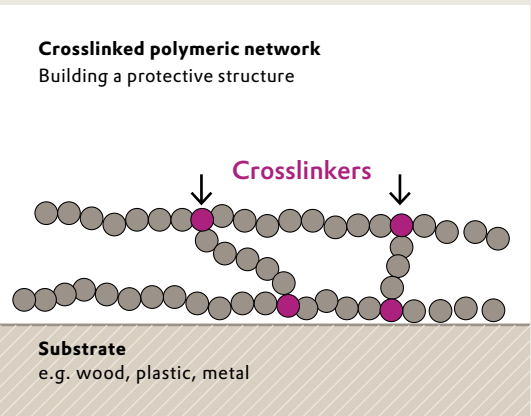 Crosslinked polymeric network
Building a protective structure
Crosslinkers
Substrate
e.g. wood, plastic, metal